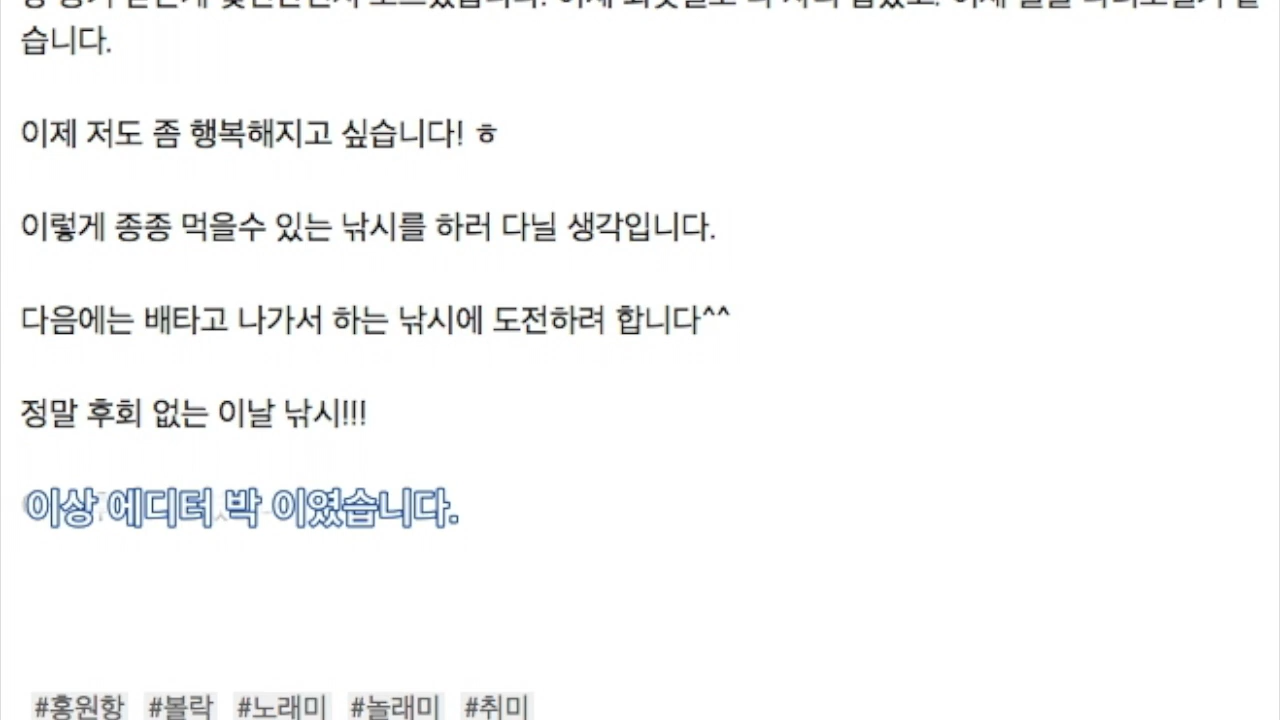 습니다.
이제 저도 좀 행복해지고 싶습니다! ㅎ
이렇게 종종 먹을수 있는 낚시를 하러 다닐 생각입니다.
다음에는 배타고 나가서 하는 낚시에 도전하려 합니다^^
정말 후회 없는 이날 낚시!!!
이상 에디터 박 이였습니다.
#홍원항 #볼락 #노래미 #놀래미 #취미